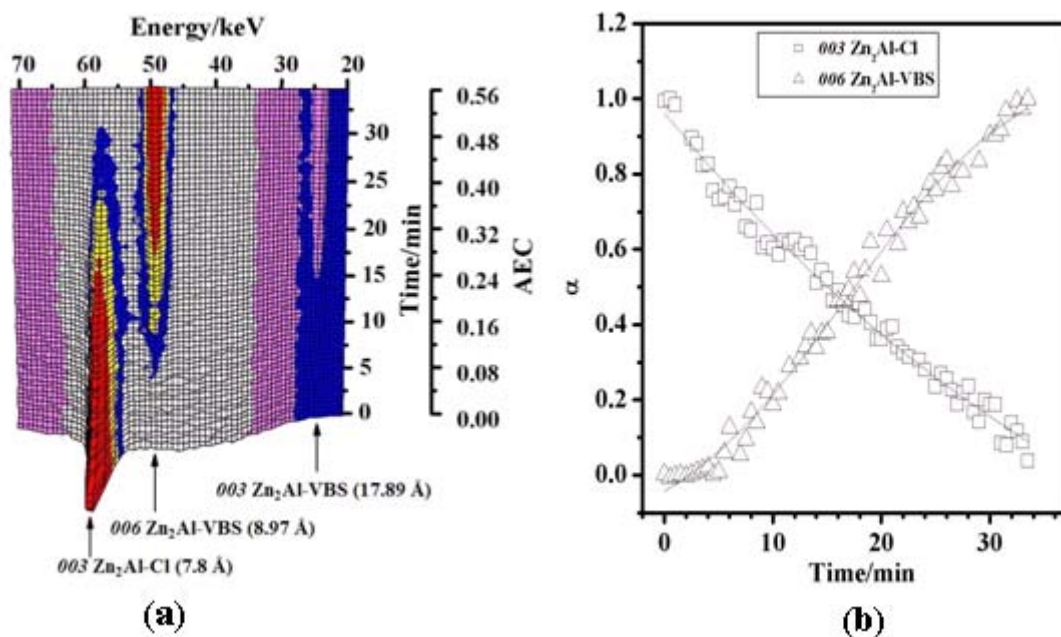 Energy/keV
70 60 50 40 30 20
30
25
20
15
10
5
0
Time/min
0.56
0.48
0.40
0.32
0.24
0.16
0.08
0.00
AEC
003 Zn₂Al-VBS (17.89 Å)
006 Zn₂Al-VBS (8.97 Å)
003 Zn₂Al-Cl (7.8 Å)
(a)
003 Zn₂Al-Cl
006 Zn₂Al-VBS
1.2
1.0
0.8
0.6
0.4
0.2
0.0
α
0 10 20 30
Time/min
(b)